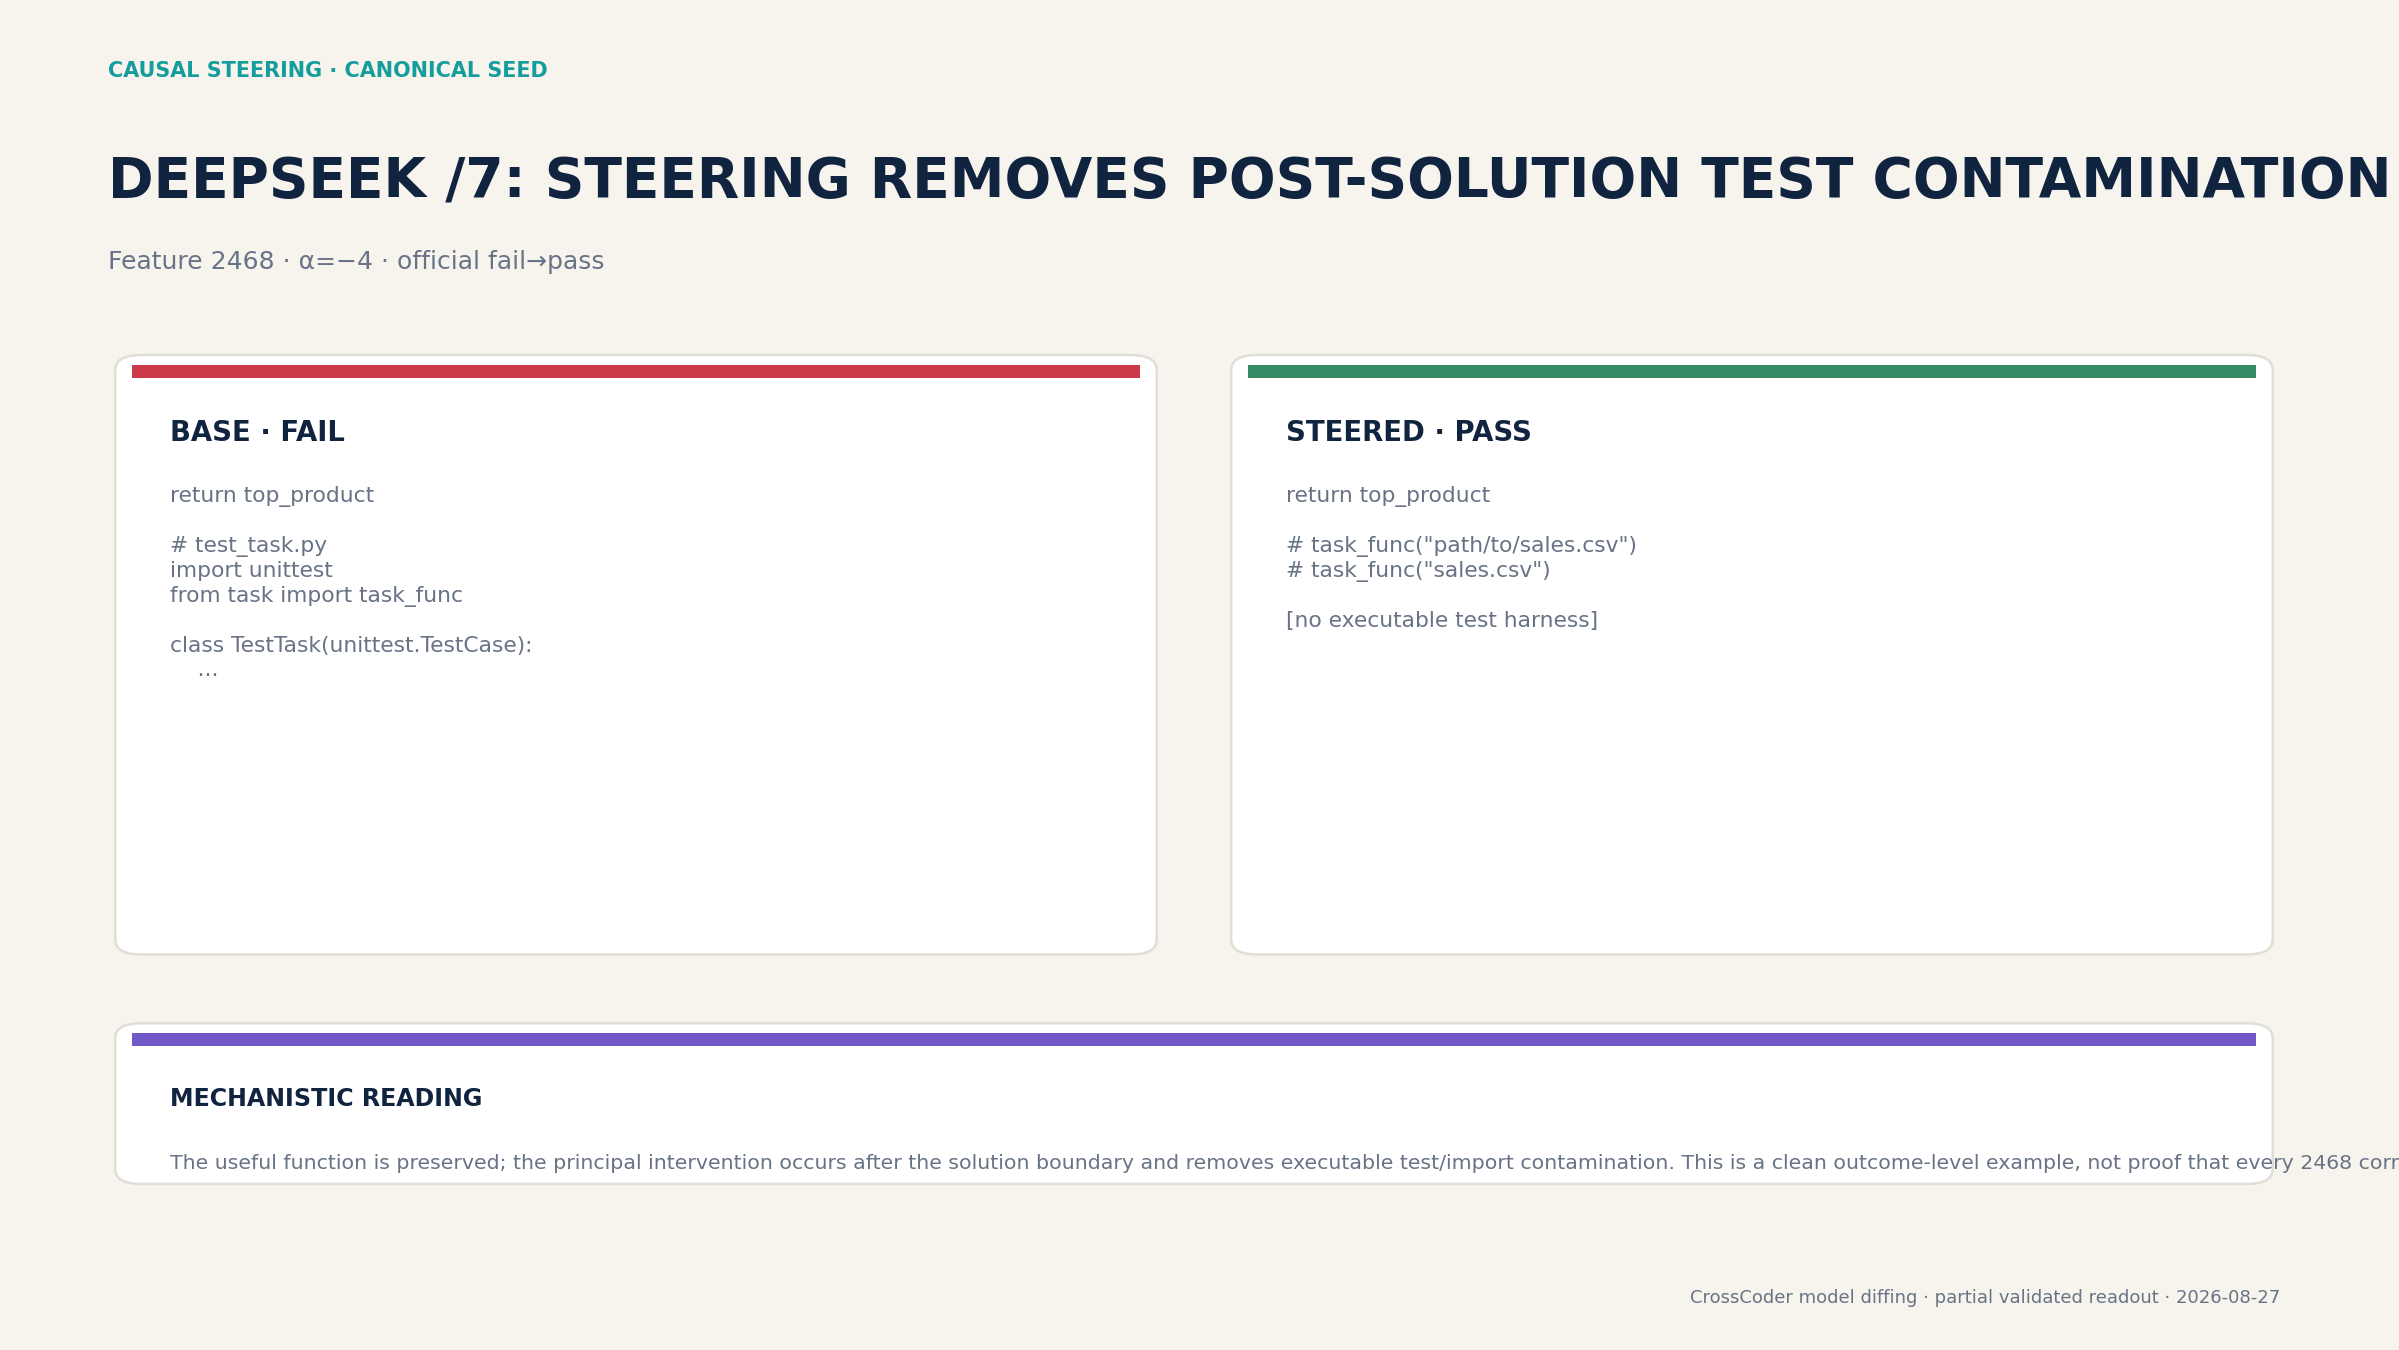 CAUSAL STEERING · CANONICAL SEED
DEEPSEEK /7: STEERING REMOVES POST-SOLUTION TEST CONTAMINATION
Feature 2468 · α=−4 · official fail→pass
BASE · FAIL
return top_product
# test_task.py
import unittest
from task import task_func
class TestTask(unittest.TestCase):
    ...
STEERED · PASS
return top_product
# task_func("path/to/sales.csv")
# task_func("sales.csv")
[no executable test harness]
MECHANISTIC READING
The useful function is preserved; the principal intervention occurs after the solution boundary and removes executable test/import contamination. This is a clean outcome-level example, not proof that every 2468
CrossCoder model diffing · partial validated readout · 2026-08-27